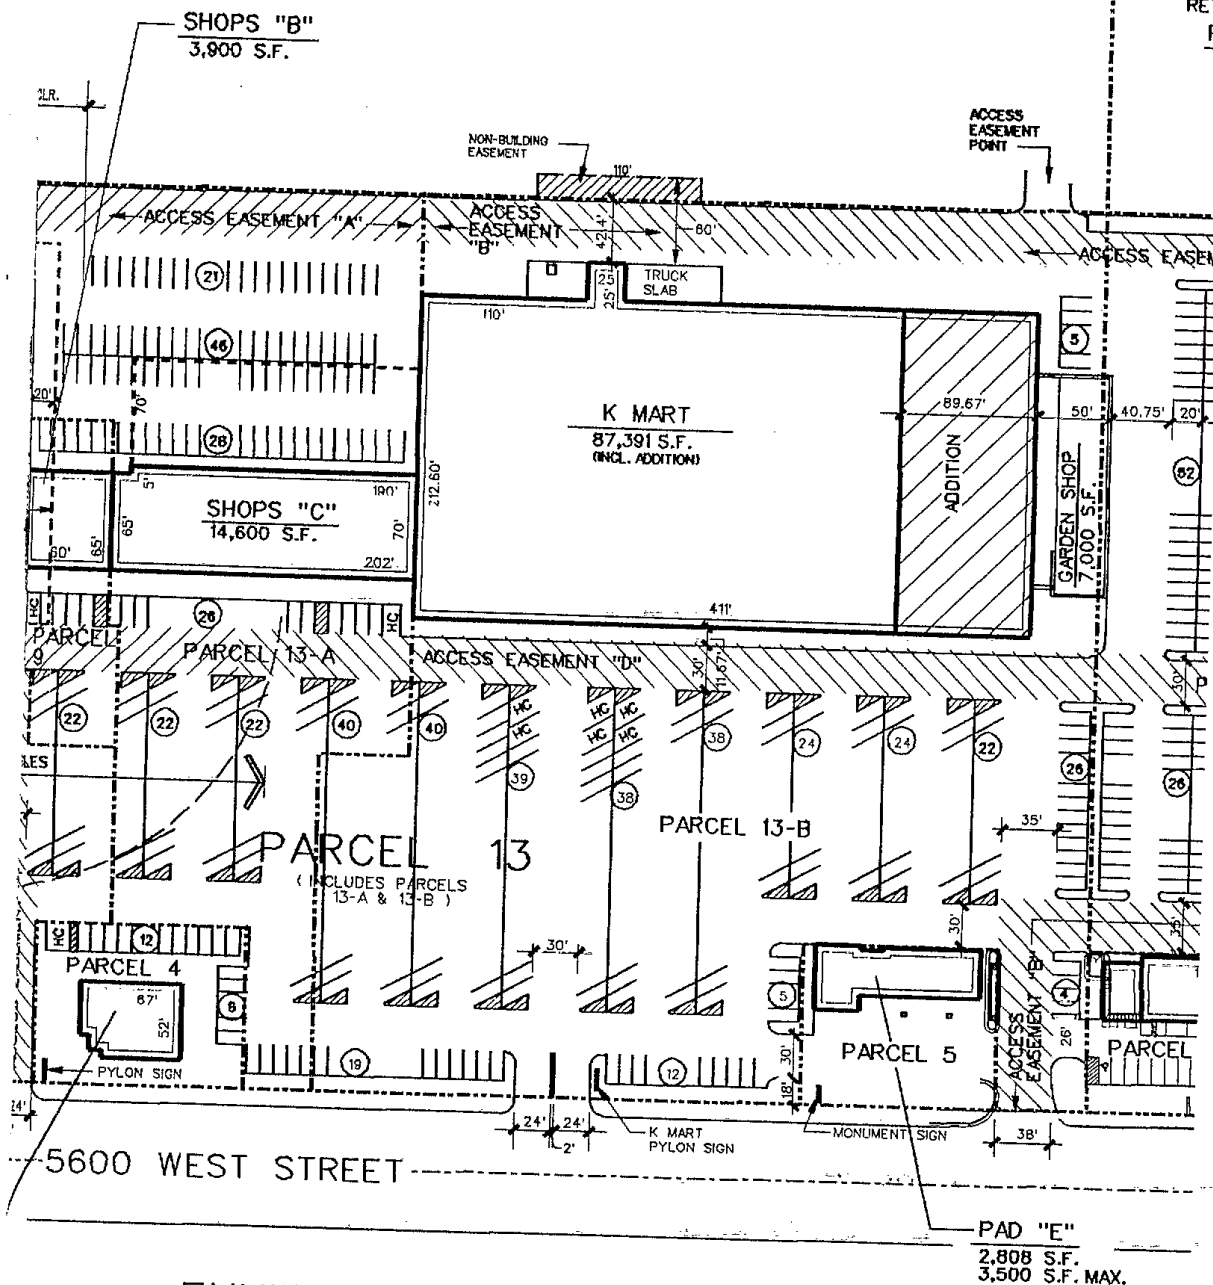 SHOPS "B"
3,900 S.F.
NON-BUILDING
EASEMENT
110'
ACCESS
EASEMENT
POINT
ACCESS EASEMENT "A"
ACCESS
EASEMENT
"B"
42.4'
60'
ACCESS EASEM
21
TRUCK
SLAB
25'
25'
110'
46
5
20'
70'
K MART
87,391 S.F.
(INCL. ADDITION)
89.67'
50'
40.75'
20'
28
212.60'
ADDITION
GARDEN SHOP
7,000 S.F.
52
5'
190'
SHOPS "C"
14,600 S.F.
65'
70'
60'
65'
202'
411'
HC
26
HC
PARCEL
9
PARCEL 13-A
ACCESS EASEMENT "D"
30'
11.67'
30'
22
22
22
40
40
HC
HC
HC
HC
HC
HC
39
38
38
24
24
22
26
26
PARCEL 13-B
35'
PARCEL 13
( INCLUDES PARCELS
13-A & 13-B )
30'
30'
35'
HC
12
PARCEL 4
67'
52'
6
5
4
PYLON SIGN
PARCEL 5
ACCESS
EASEMENT "B"
26'
PARCEL
19
12
30'
18'
24'
24'
24'
2'
K MART
PYLON SIGN
MONUMENT SIGN
38'
5600 WEST STREET
PAD "E"
2,808 S.F.
3,500 S.F. MAX.